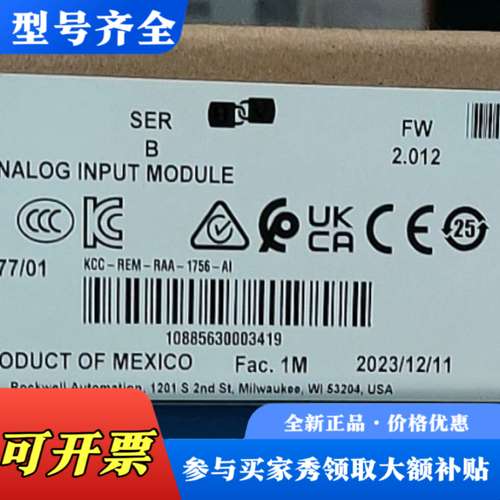 型号齐全
SER
B
FW
2.012
NALOG INPUT MODULE
CCC
KC
UK
CA
CE
25
77/01
KCC-REM-RAA-1756-AI
10885630003419
RODUCT OF MEXICO Fac. 1M 2023/12/11
Rockwell Automation, 1201 S 2nd St, Milwaukee, WI 53204, USA
可开票
全新正品·价格优惠
参与买家秀领取大额补贴